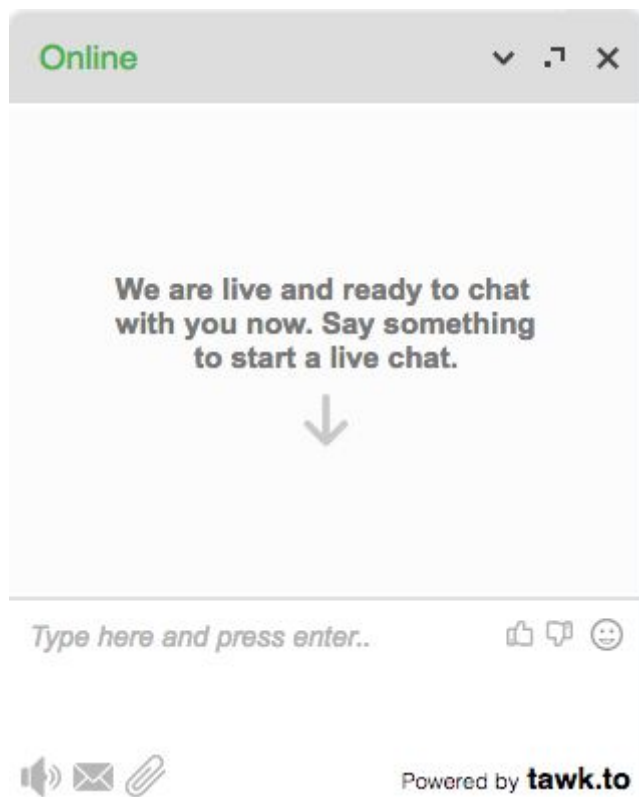 Online
We are live and ready to chat
with you now. Say something
to start a live chat.
Type here and press enter..
Powered by tawk.to